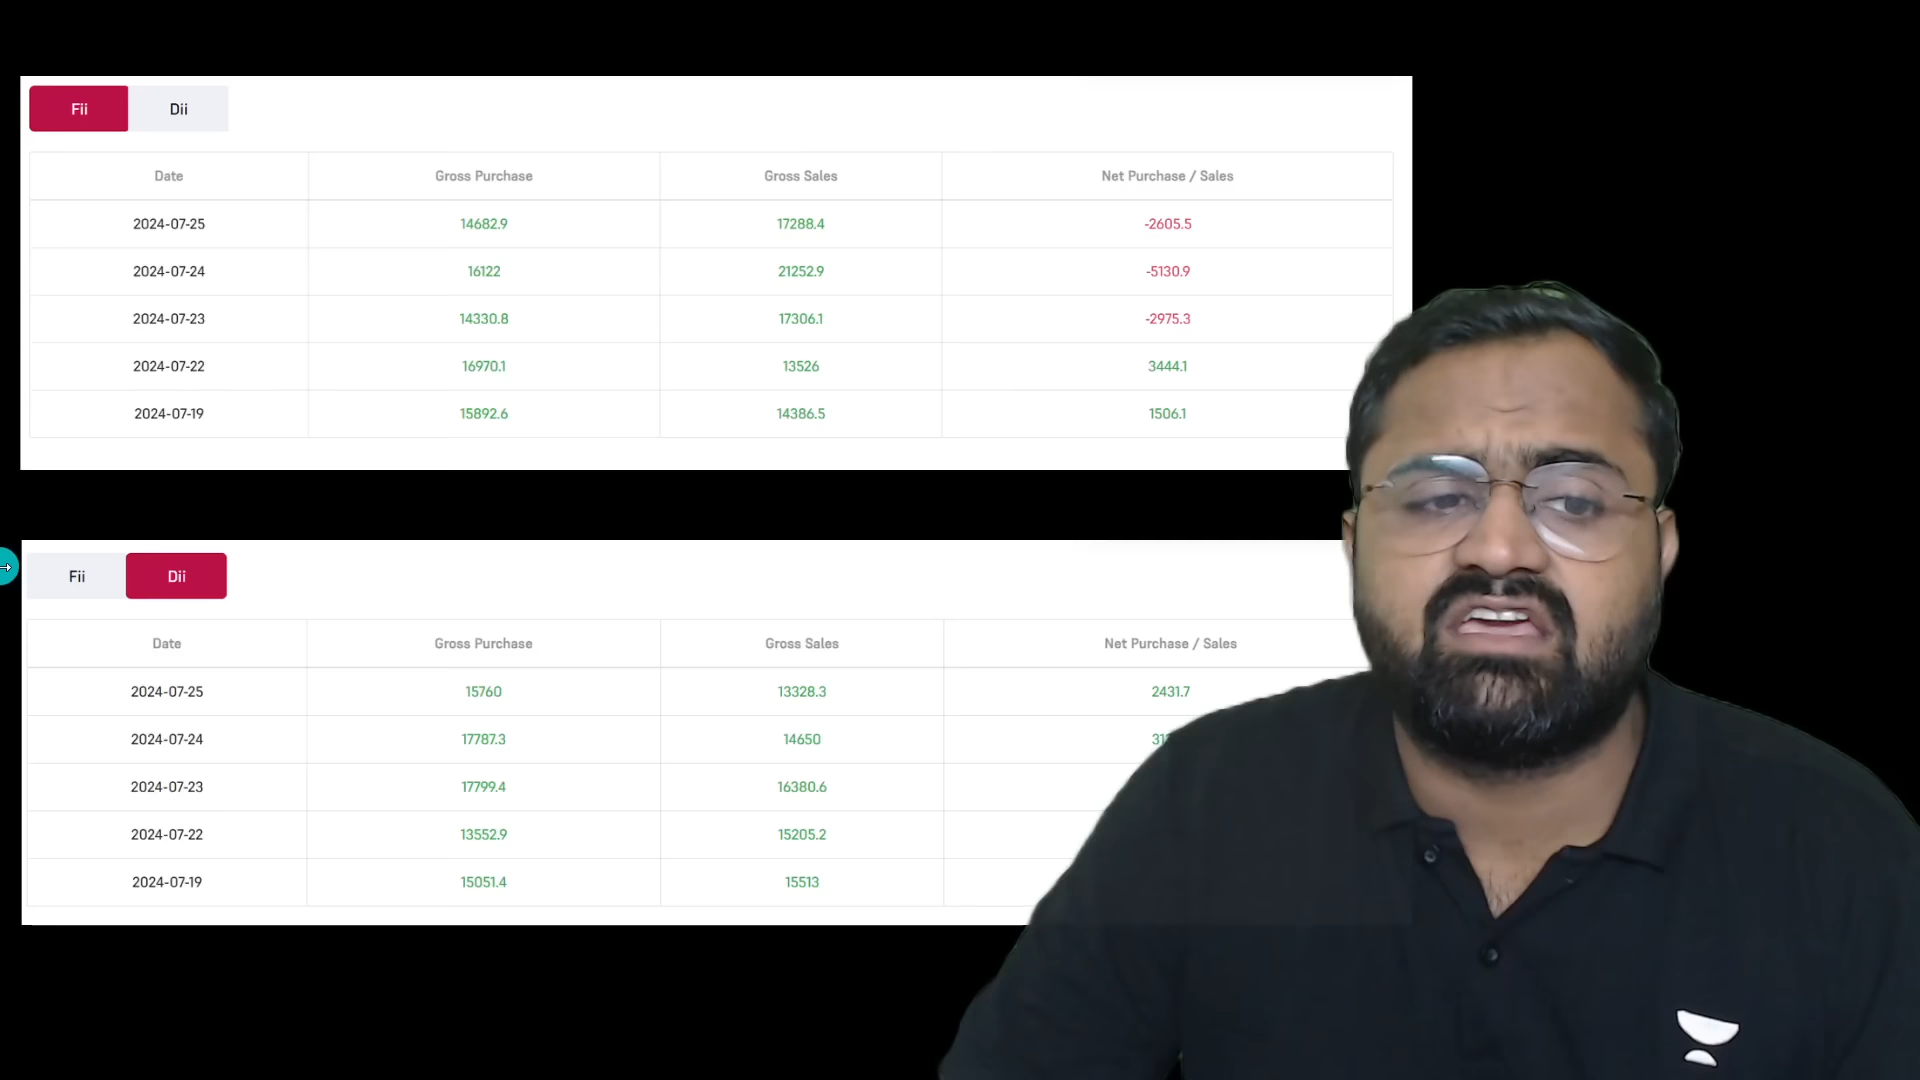 Fii Dii
Date Gross Purchase Gross Sales Net Purchase / Sales
2024-07-25 14682.9 17288.4 -2605.5
2024-07-24 16122 21252.9 -5130.9
2024-07-23 14330.8 17306.1 -2975.3
2024-07-22 16970.1 13526 3444.1
2024-07-19 15892.6 14386.5 1506.1
Fii Dii
Date Gross Purchase Gross Sales Net Purchase / Sales
2024-07-25 15760 13328.3 2431.7
2024-07-24 17787.3 14650
2024-07-23 17799.4 16380.6
2024-07-22 13552.9 15205.2
2024-07-19 15051.4 15513